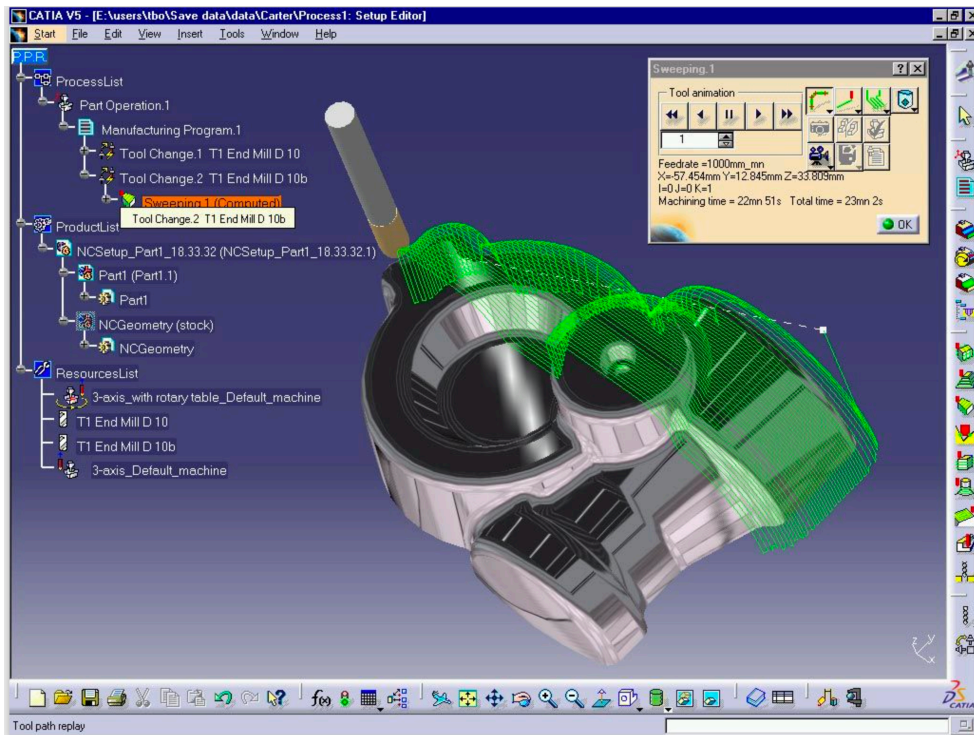 CATIA V5 - [E:\users\tbo\Save data\data\Carter\Process1: Setup Editor]
Start File Edit View Insert Tools Window Help
P.P.R.
ProcessList
Part Operation.1
Manufacturing Program.1
Tool Change.1 T1 End Mill D 10
Tool Change.2 T1 End Mill D 10b
Sweeping.1 (Computed)
Tool Change.2 T1 End Mill D 10b
ProductList
NCSetup_Part1_18.33.32 (NCSetup_Part1_18.33.32.1)
Part1 (Part1.1)
Part1
NCGeometry (stock)
NCGeometry
ResourcesList
3-axis_with rotary table_Default_machine
T1 End Mill D 10
T1 End Mill D 10b
3-axis_Default_machine
Sweeping.1
Tool animation
1
Feedrate =1000mm_mn
X=-57.454mm Y=12.845mm Z=33.809mm
I=0 J=0 K=1
Machining time = 22mn 51s Total time = 23mn 2s
OK
z y
x
f(x)
CATIA
Tool path replay